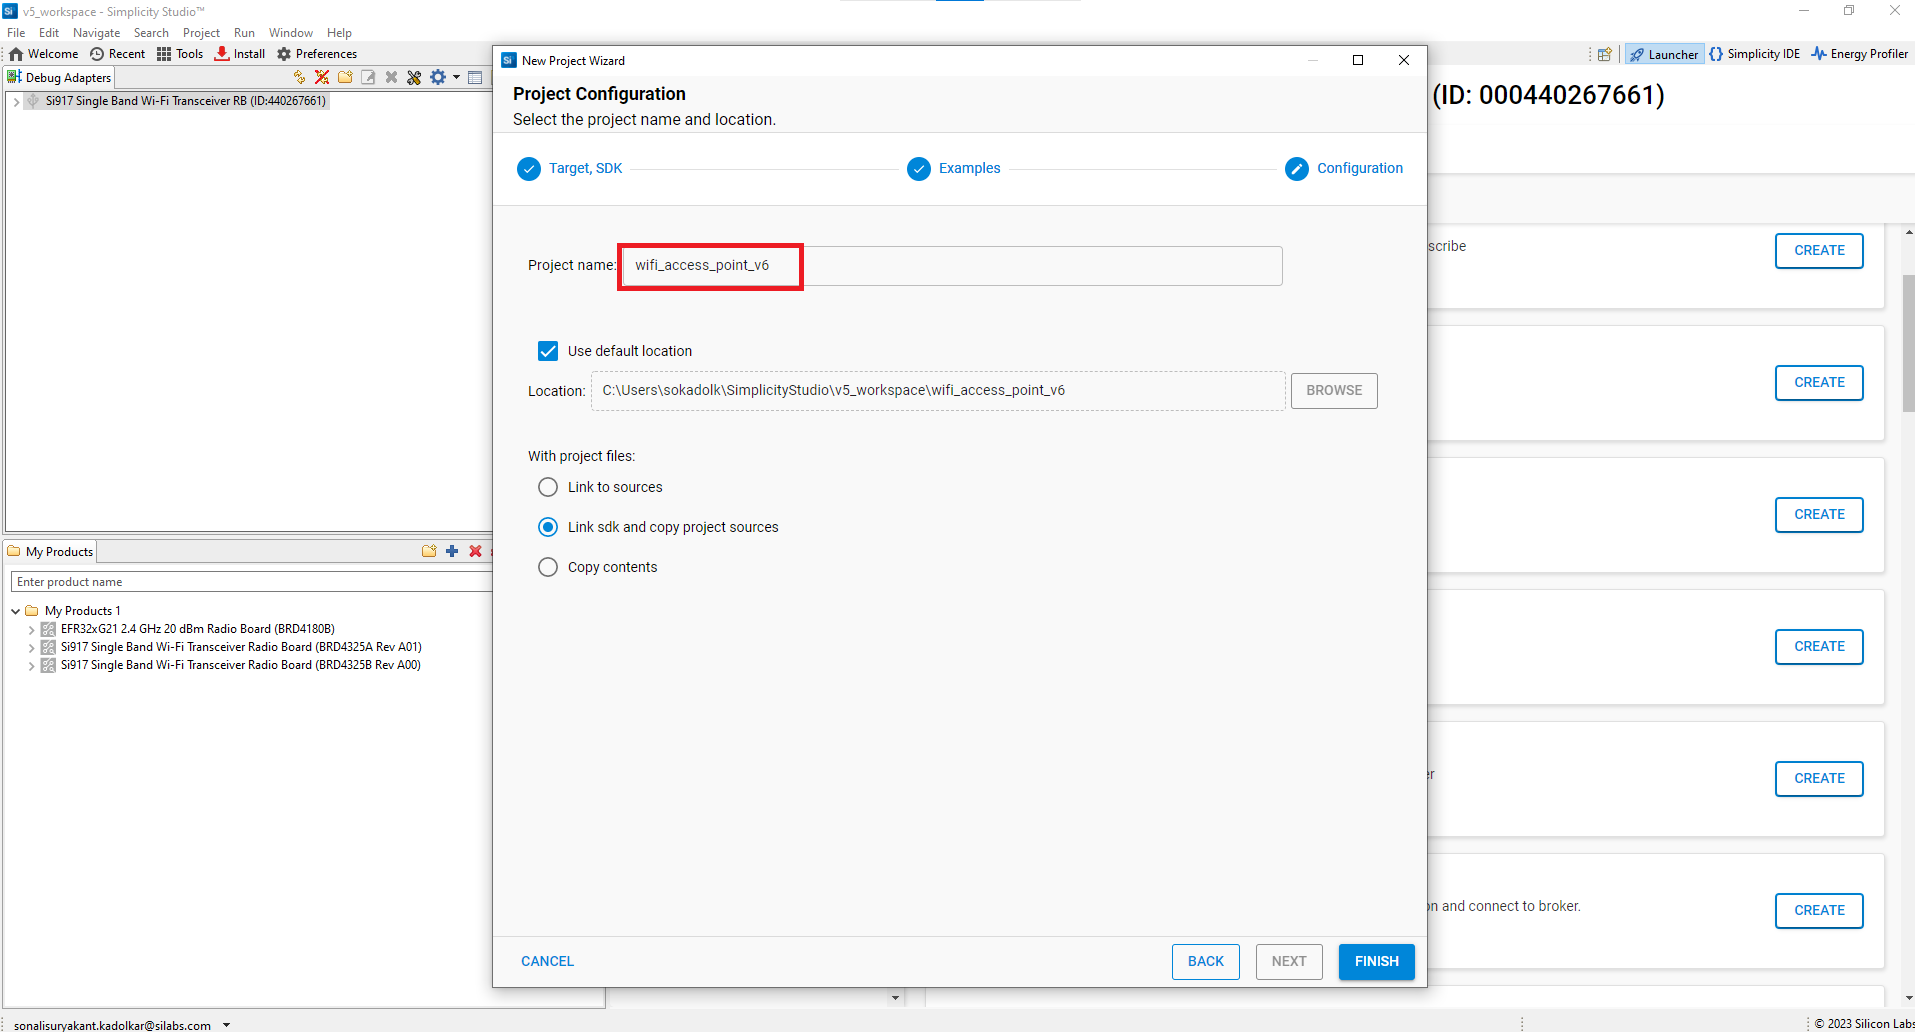 v5_workspace - Simplicity Studio™
File Edit Navigate Search Project Run Window Help
Welcome Recent Tools Install Preferences
Launcher Simplicity IDE Energy Profiler
Debug Adapters
Si917 Single Band Wi-Fi Transceiver RB (ID:440267661)
My Products
Enter product name
My Products 1
EFR32xG21 2.4 GHz 20 dBm Radio Board (BRD4180B)
Si917 Single Band Wi-Fi Transceiver Radio Board (BRD4325A Rev A01)
Si917 Single Band Wi-Fi Transceiver Radio Board (BRD4325B Rev A00)
New Project Wizard
Project Configuration
Select the project name and location.
Target, SDK
Examples
Configuration
Project name: wifi_access_point_v6
Use default location
Location: C:\Users\sokadolk\SimplicityStudio\v5_workspace\wifi_access_point_v6
BROWSE
With project files:
Link to sources
Link sdk and copy project sources
Copy contents
CANCEL
BACK
NEXT
FINISH
(ID: 000440267661)
scribe
CREATE
CREATE
CREATE
CREATE
er
CREATE
on and connect to broker.
CREATE
sonalisuryakant.kadolkar@silabs.com
© 2023 Silicon Labs